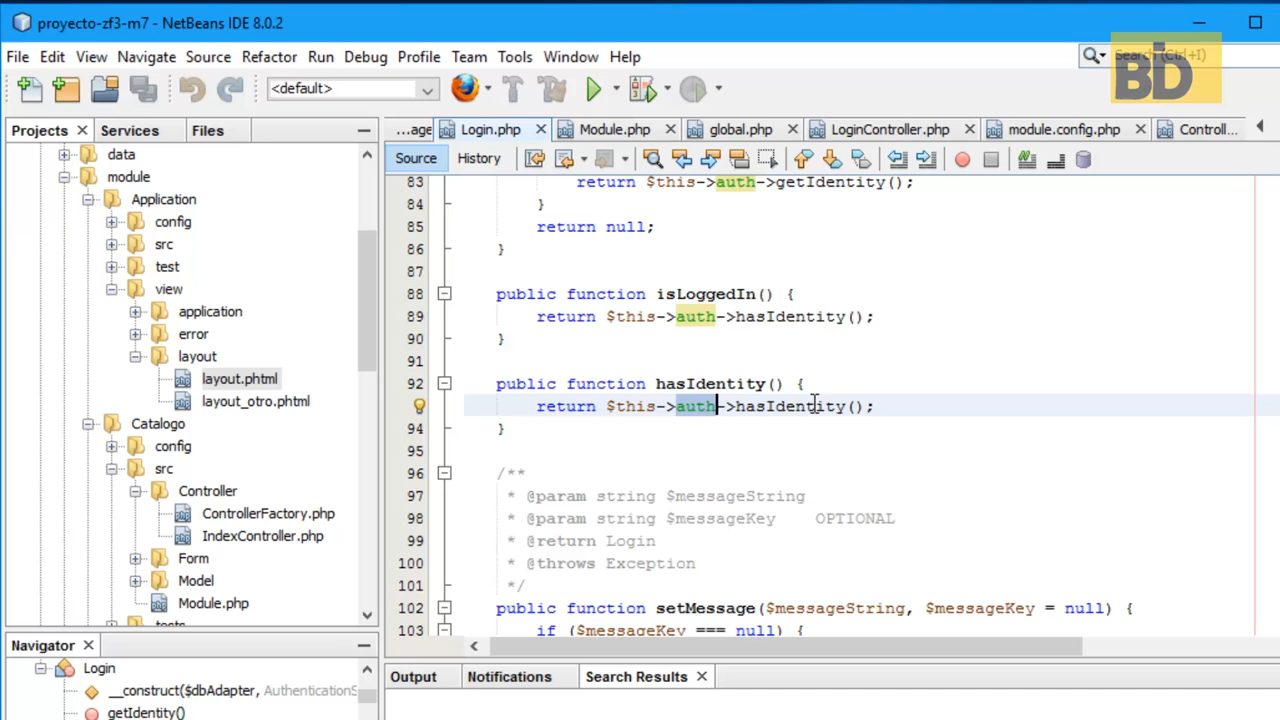 proyecto-zf3-m7 - NetBeans IDE 8.0.2
File Edit View Navigate Source Refactor Run Debug Profile Team Tools Window Help
Search (Ctrl+I)
BD
<default>
Projects Services Files
...age Login.php Module.php global.php LoginController.php module.config.php Controll...
Source History
data
module
Application
config
src
test
view
application
error
layout
layout.phtml
layout_otro.phtml
Catalogo
config
src
Controller
ControllerFactory.php
IndexController.php
Form
Model
Module.php
tests
83 return $this->auth->getIdentity();
84 }
85 return null;
86 }
87
88 public function isLoggedIn() {
89 return $this->auth->hasIdentity();
90 }
91
92 public function hasIdentity() {
return $this->auth->hasIdentity();
94 }
95
96 /**
97 * @param string $messageString
98 * @param string $messageKey    OPTIONAL
99 * @return Login
100 * @throws Exception
101 */
102 public function setMessage($messageString, $messageKey = null) {
103 if ($messageKey === null) {
Navigator
Login
__construct($dbAdapter, AuthenticationS
getIdentity()
Output Notifications Search Results